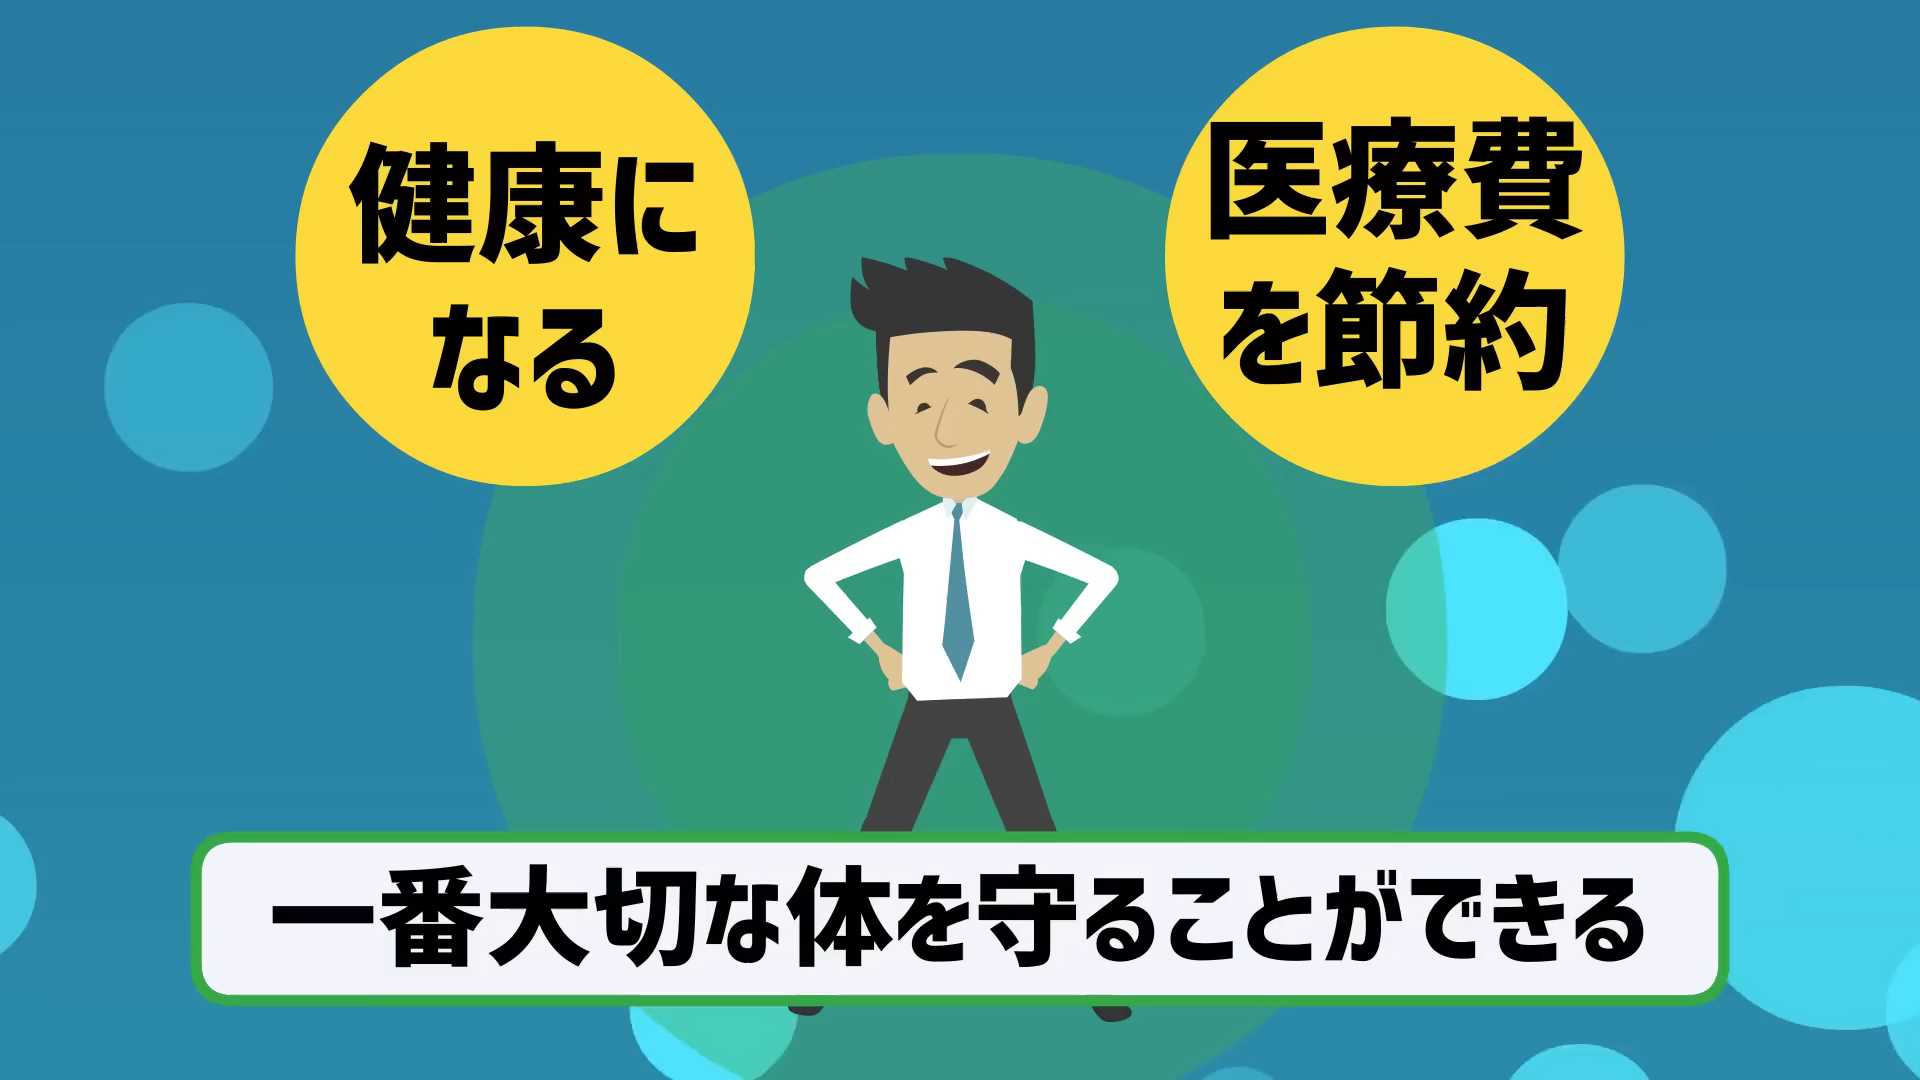 健康に
なる
医療費
を節約
一番大切な体を守ることができる